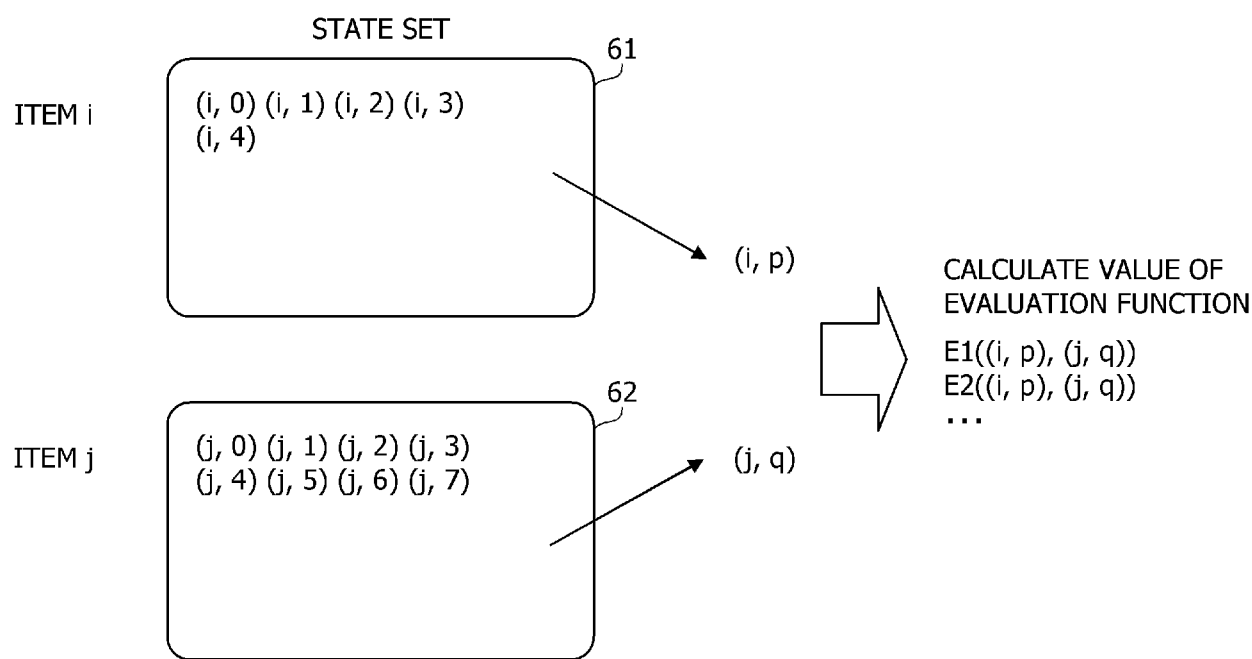 STATE SET
61
ITEM i
(i, 0) (i, 1) (i, 2) (i, 3)
(i, 4)
(i, p)
CALCULATE VALUE OF
EVALUATION FUNCTION
E1((i, p), (j, q))
E2((i, p), (j, q))
...
62
ITEM j
(j, 0) (j, 1) (j, 2) (j, 3)
(j, 4) (j, 5) (j, 6) (j, 7)
(j, q)